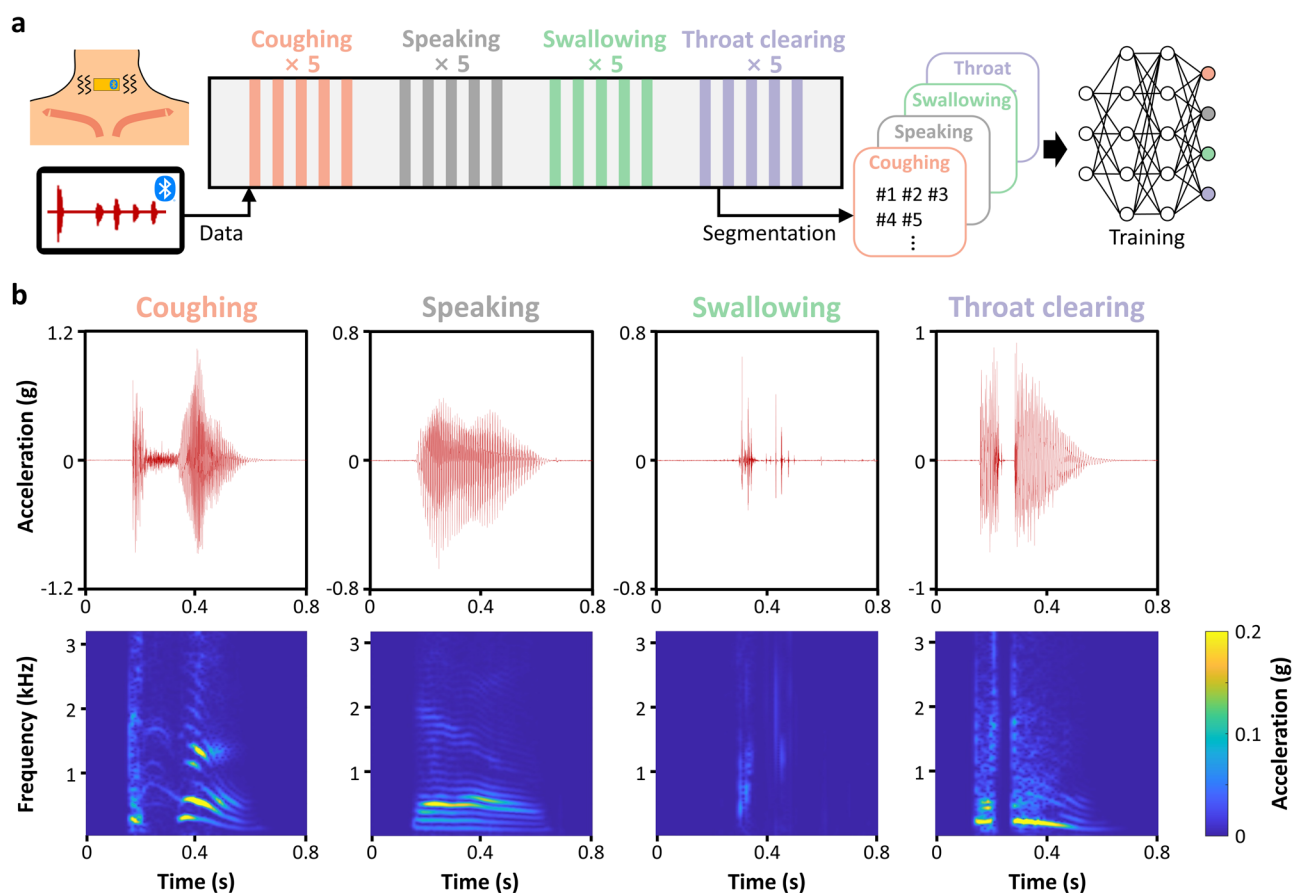 a
Coughing
× 5
Speaking
× 5
Swallowing
× 5
Throat clearing
× 5
Data
Segmentation
Throat
Swallowing
Speaking
Coughing
#1 #2 #3
#4 #5
⋮
Training
b
Coughing
Speaking
Swallowing
Throat clearing
Acceleration (g)
1.2
0
-1.2
0
0.4
0.8
0.8
0
-0.8
0
0.4
0.8
0.8
0
-0.8
0
0.4
0.8
1
0
-1
0
0.4
0.8
Frequency (kHz)
3
2
1
0
0.4
0.8
Time (s)
3
2
1
0
0.4
0.8
Time (s)
3
2
1
0
0.4
0.8
Time (s)
3
2
1
0
0.4
0.8
Time (s)
0.2
0.1
0
Acceleration (g)